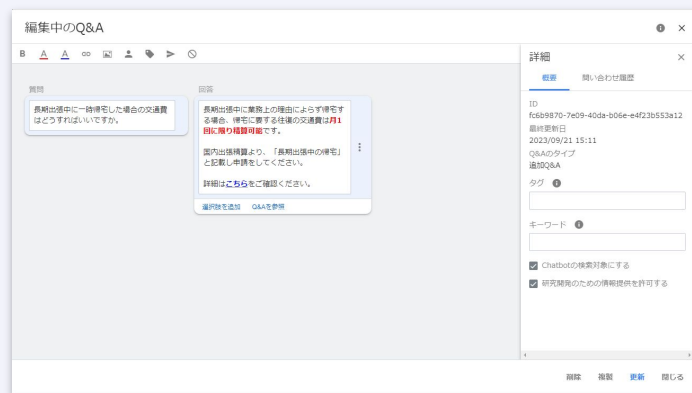 編集中のQ&A
B A A
質問
長期出張中に一時帰宅した場合の交通費
はどうすればいいですか。
回答
長期出張中に業務上の理由によらず帰宅す
る場合、帰宅に要する往復の交通費は月1
回に限り積算可能です。
国内出張積算より、「長期出張中の帰宅」
と記載し申請をしてください。
詳細はこちらをご確認ください。
選択肢を追加 Q&Aを参照
詳細
概要 問い合わせ履歴
ID
fc6b9870-7e09-40da-b06e-e4f23b553a12
最終更新日
2023/09/21 15:11
Q&Aのタイプ
追加Q&A
タグ
キーワード
Chatbotの検索対象にする
研究開発のための情報提供を許可する
削除 複製 更新 閉じる